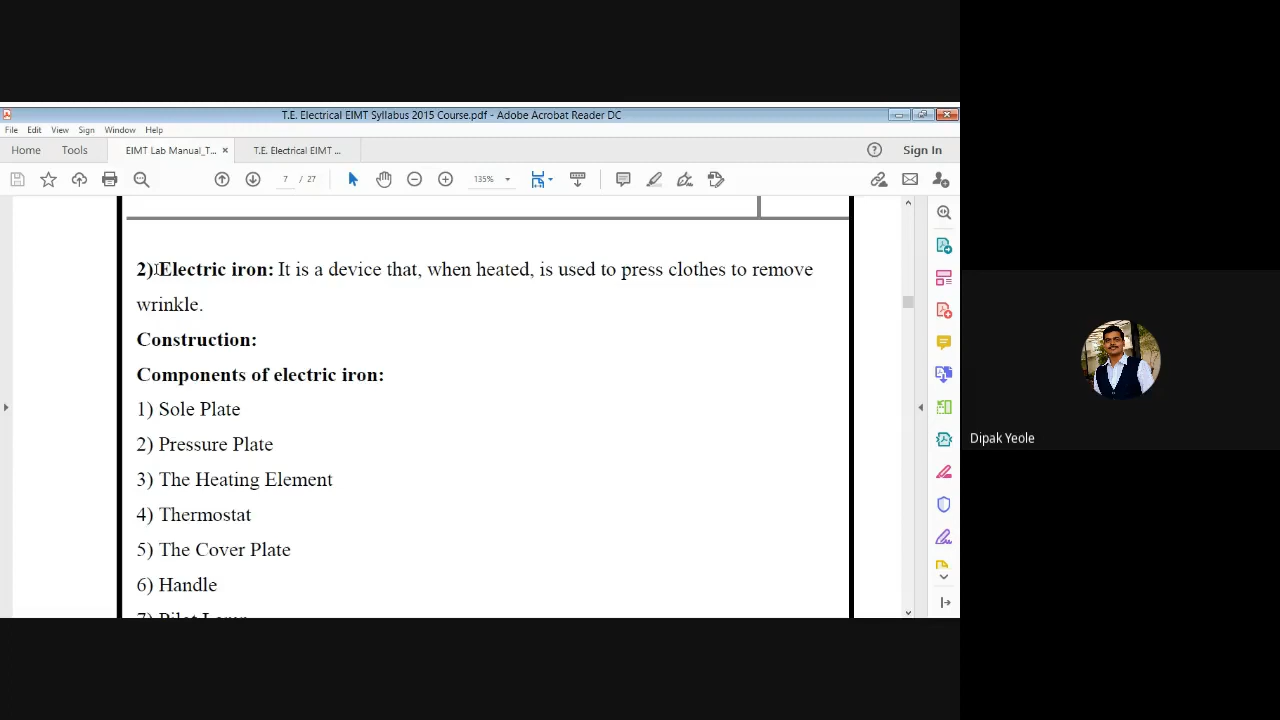 T.E. Electrical EIMT Syllabus 2015 Course.pdf - Adobe Acrobat Reader DC
File Edit View Sign Window Help
Home Tools EIMT Lab Manual_T... × T.E. Electrical EIMT ... Sign In
7 / 27 135%
2) Electric iron: It is a device that, when heated, is used to press clothes to remove
wrinkle.
Construction:
Components of electric iron:
1) Sole Plate
2) Pressure Plate
3) The Heating Element
4) Thermostat
5) The Cover Plate
6) Handle
7) Pilot Lamp
Dipak Yeole